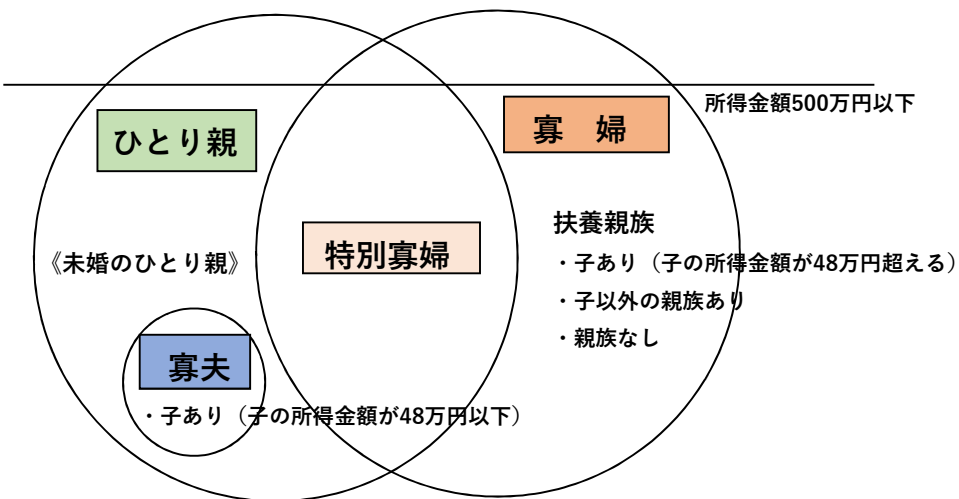 所得金額500万円以下
ひとり親
寡　婦
特別寡婦
《未婚のひとり親》
扶養親族
・子あり（子の所得金額が48万円超える）
・子以外の親族あり
・親族なし
寡夫
・子あり（子の所得金額が48万円以下）